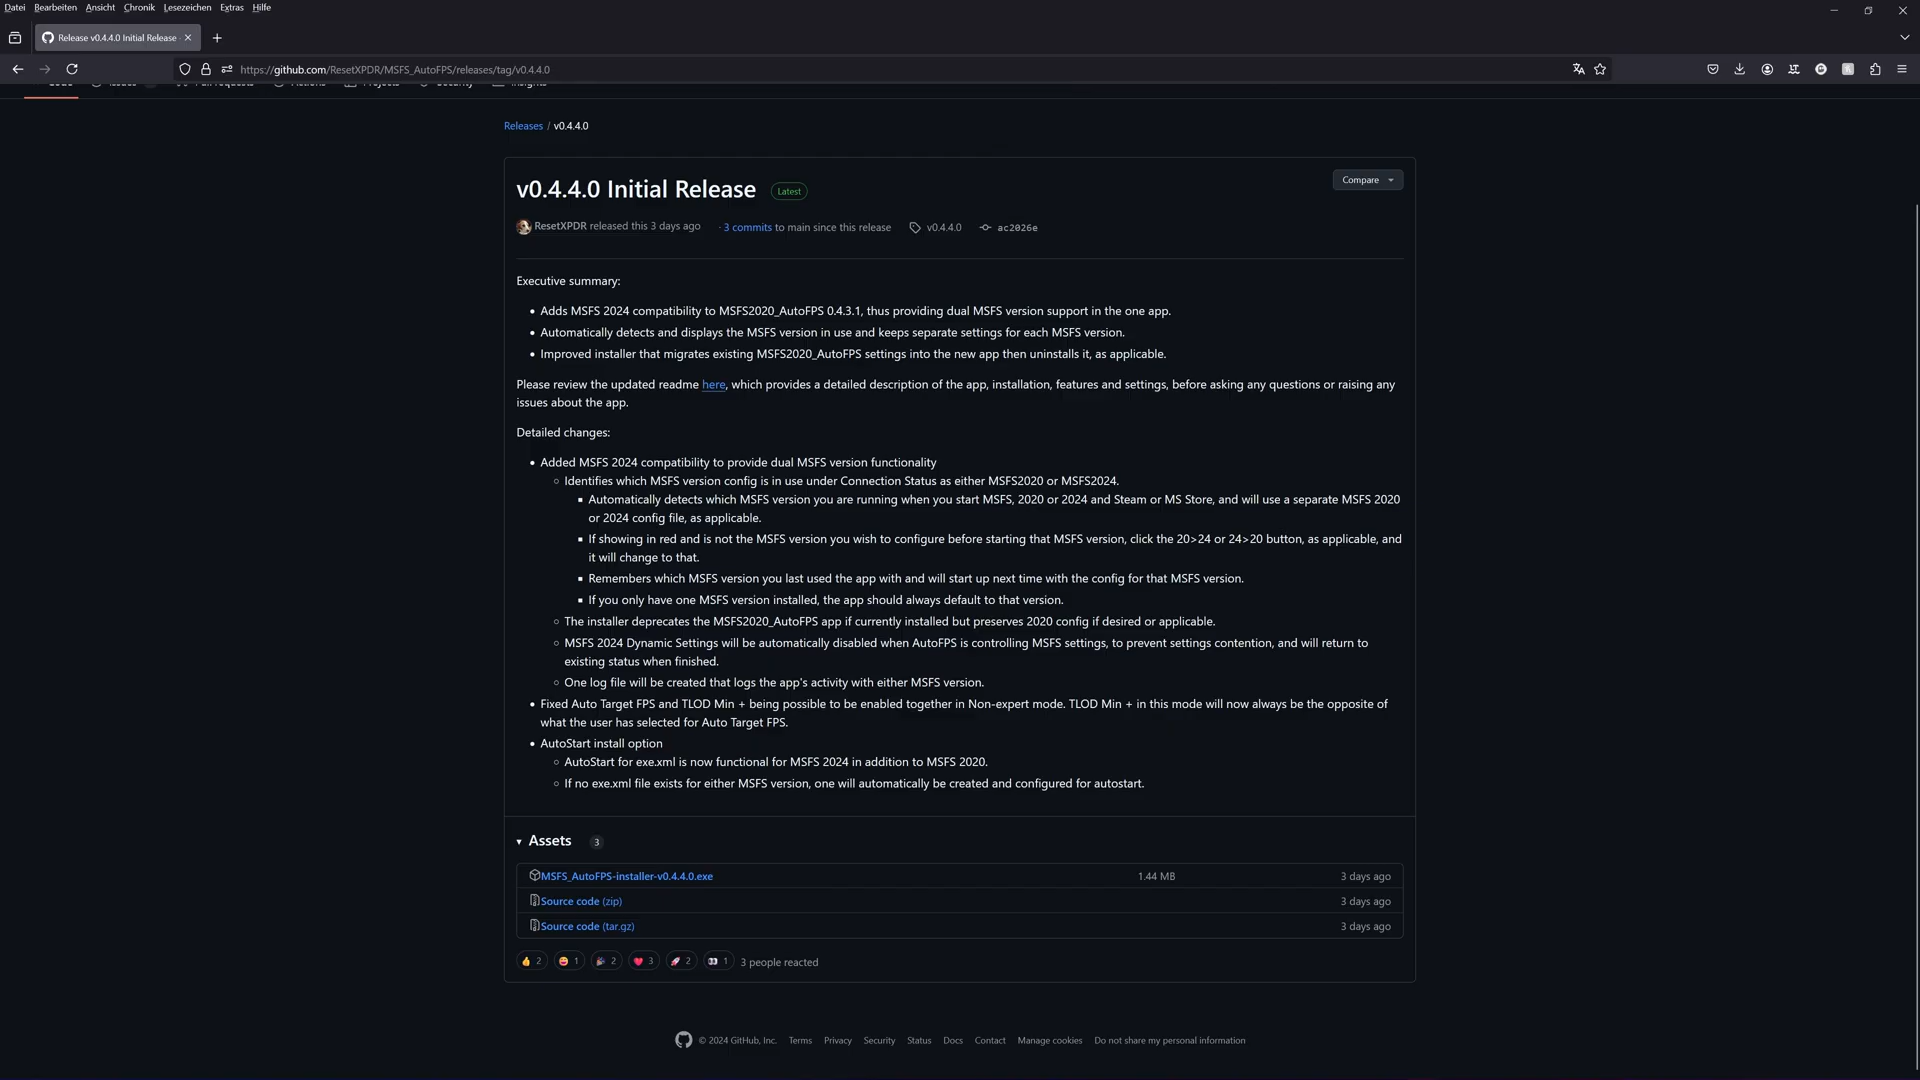 Datei Bearbeiten Ansicht Chronik Lesezeichen Extras Hilfe
Release v0.4.4.0 Initial Release
https://github.com/ResetXPDR/MSFS_AutoFPS/releases/tag/v0.4.4.0
Code Issues Pull requests Actions Projects Security Insights
Releases / v0.4.4.0
v0.4.4.0 Initial Release Latest
Compare
ResetXPDR released this 3 days ago · 3 commits to main since this release v0.4.4.0 ac2026e
Executive summary:
• Adds MSFS 2024 compatibility to MSFS2020_AutoFPS 0.4.3.1, thus providing dual MSFS version support in the one app.
• Automatically detects and displays the MSFS version in use and keeps separate settings for each MSFS version.
• Improved installer that migrates existing MSFS2020_AutoFPS settings into the new app then uninstalls it, as applicable.
Please review the updated readme here, which provides a detailed description of the app, installation, features and settings, before asking any questions or raising any
issues about the app.
Detailed changes:
• Added MSFS 2024 compatibility to provide dual MSFS version functionality
◦ Identifies which MSFS version config is in use under Connection Status as either MSFS2020 or MSFS2024.
▪ Automatically detects which MSFS version you are running when you start MSFS, 2020 or 2024 and Steam or MS Store, and will use a separate MSFS 2020
or 2024 config file, as applicable.
▪ If showing in red and is not the MSFS version you wish to configure before starting that MSFS version, click the 20>24 or 24>20 button, as applicable, and
it will change to that.
▪ Remembers which MSFS version you last used the app with and will start up next time with the config for that MSFS version.
▪ If you only have one MSFS version installed, the app should always default to that version.
◦ The installer deprecates the MSFS2020_AutoFPS app if currently installed but preserves 2020 config if desired or applicable.
◦ MSFS 2024 Dynamic Settings will be automatically disabled when AutoFPS is controlling MSFS settings, to prevent settings contention, and will return to
existing status when finished.
◦ One log file will be created that logs the app's activity with either MSFS version.
• Fixed Auto Target FPS and TLOD Min + being possible to be enabled together in Non-expert mode. TLOD Min + in this mode will now always be the opposite of
what the user has selected for Auto Target FPS.
• AutoStart install option
◦ AutoStart for exe.xml is now functional for MSFS 2024 in addition to MSFS 2020.
◦ If no exe.xml file exists for either MSFS version, one will automatically be created and configured for autostart.
Assets 3
MSFS_AutoFPS-installer-v0.4.4.0.exe 1.44 MB 3 days ago
Source code (zip) 3 days ago
Source code (tar.gz) 3 days ago
👍 2 😄 1 🎉 2 ❤️ 3 🚀 2 👀 1 3 people reacted
© 2024 GitHub, Inc. Terms Privacy Security Status Docs Contact Manage cookies Do not share my personal information